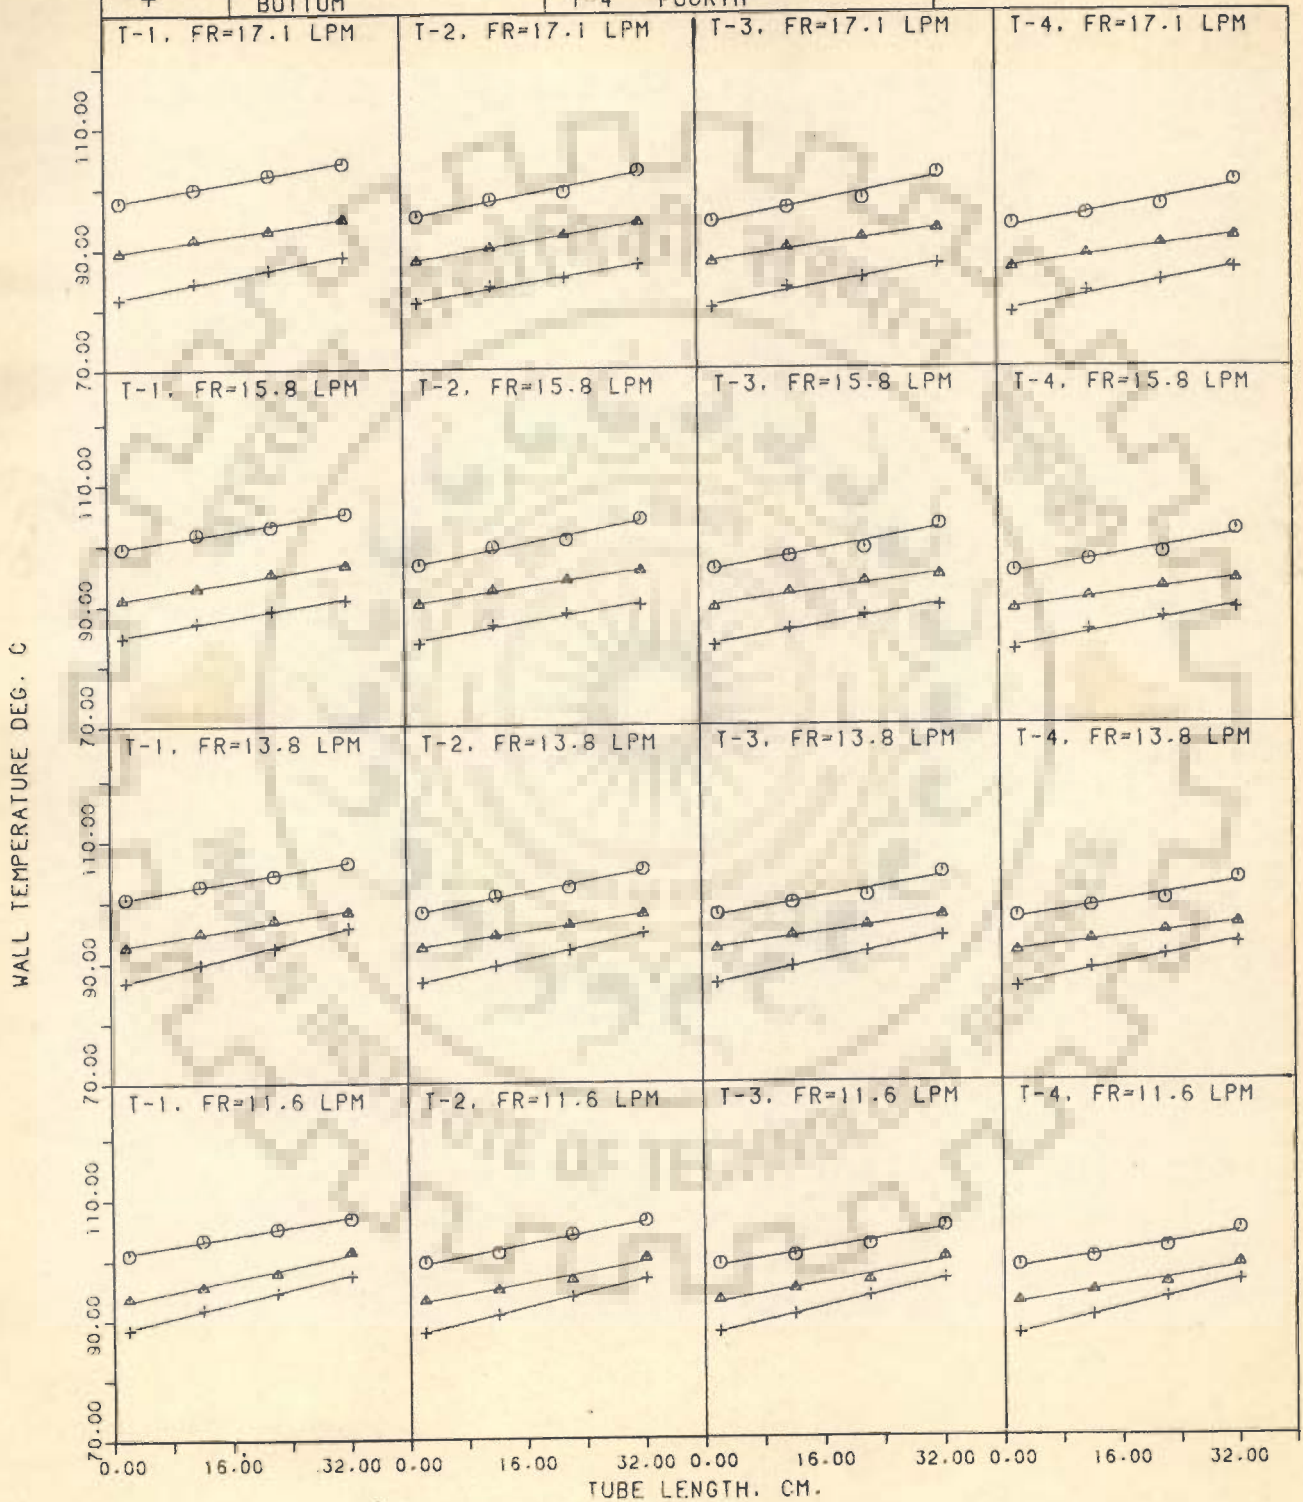 + BOTTOM T-4 FOURTH
T-1, FR=17.1 LPM T-2, FR=17.1 LPM T-3, FR=17.1 LPM T-4, FR=17.1 LPM
110.00
90.00
70.00
T-1, FR=15.8 LPM T-2, FR=15.8 LPM T-3, FR=15.8 LPM T-4, FR=15.8 LPM
110.00
90.00
70.00
WALL TEMPERATURE DEG. C
T-1, FR=13.8 LPM T-2, FR=13.8 LPM T-3, FR=13.8 LPM T-4, FR=13.8 LPM
110.00
90.00
70.00
T-1, FR=11.6 LPM T-2, FR=11.6 LPM T-3, FR=11.6 LPM T-4, FR=11.6 LPM
OF
110.00
90.00
70.00
0.00 16.00 32.00 0.00 16.00 32.00 0.00 16.00 32.00 0.00 16.00 32.00
TUBE LENGTH, CM.